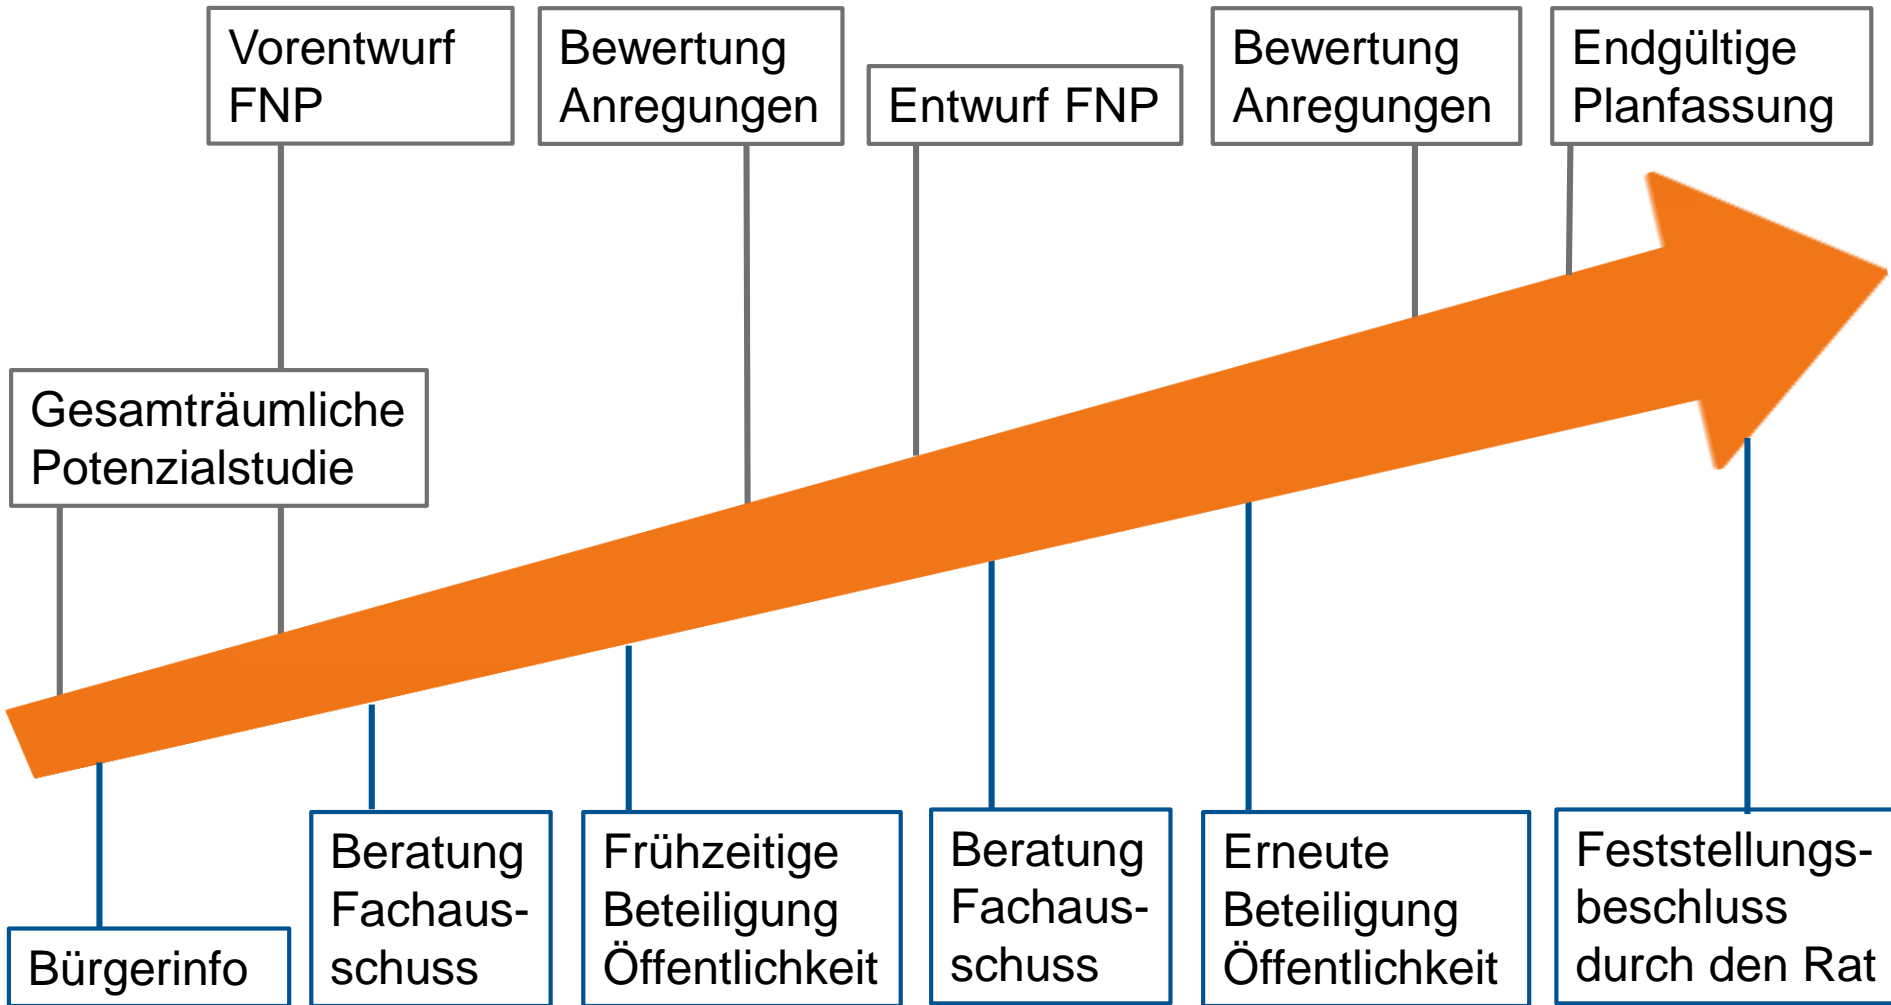 Vorentwurf
FNP
Bewertung
Anregungen
Entwurf FNP
Bewertung
Anregungen
Endgültige
Planfassung
Gesamträumliche
Potenzialstudie
Bürgerinfo
Beratung
Fachaus-
schuss
Frühzeitige
Beteiligung
Öffentlichkeit
Beratung
Fachaus-
schuss
Erneute
Beteiligung
Öffentlichkeit
Feststellungs-
beschluss
durch den Rat